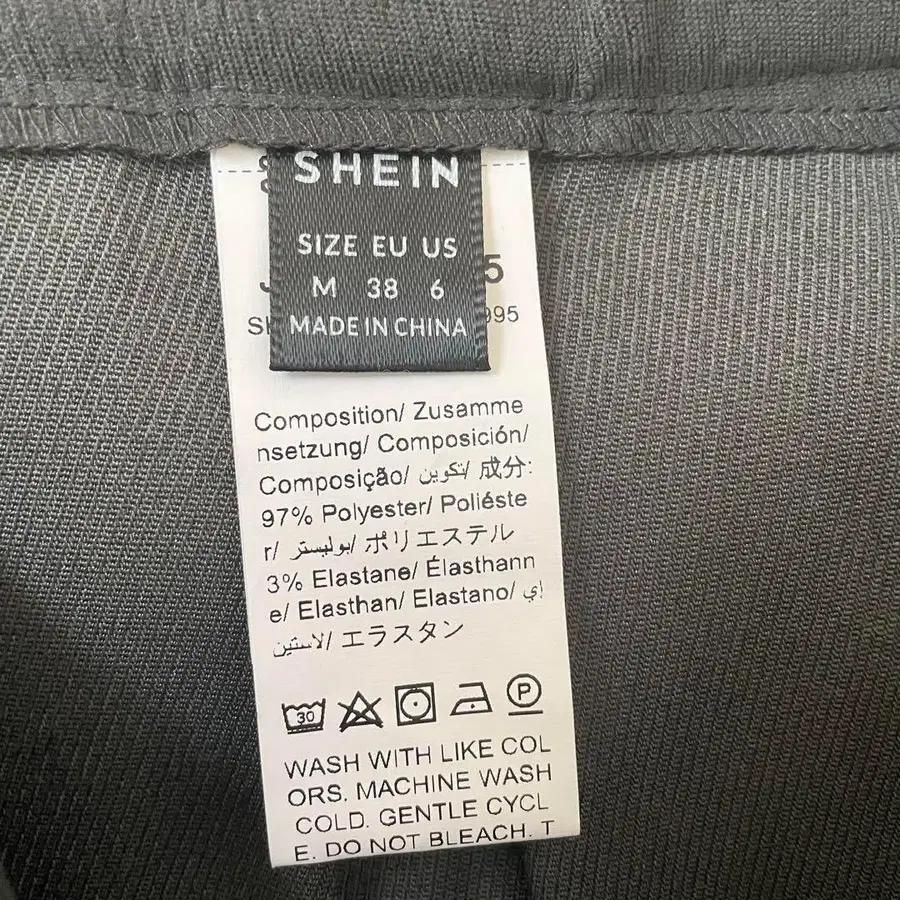 SHEIN
SIZE EU US
M 38 6
MADE IN CHINA
Composition/ Zusamme
nsetzung/ Composición/
Composição/ تكوين/ 成分:
97% Polyester/ Poliéste
r/ بوليستر/ ポリエステル
3% Elastane/ Élasthann
e/ Elasthan/ Elastano/ إي
لاستين/ エラスタン
30
P
WASH WITH LIKE COL
ORS. MACHINE WASH
COLD. GENTLE CYCL
E. DO NOT BLEACH. T